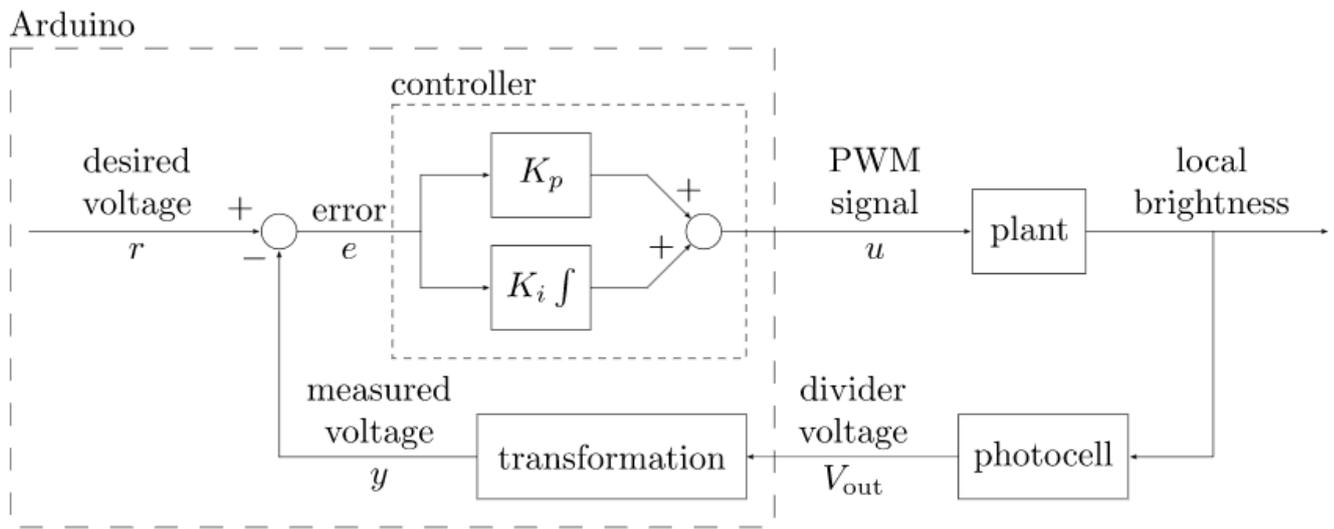 Arduino
controller
desired
voltage
r
+
−
error
e
K_p
K_i ∫
+
+
PWM
signal
u
plant
local
brightness
measured
voltage
y
transformation
divider
voltage
V_out
photocell